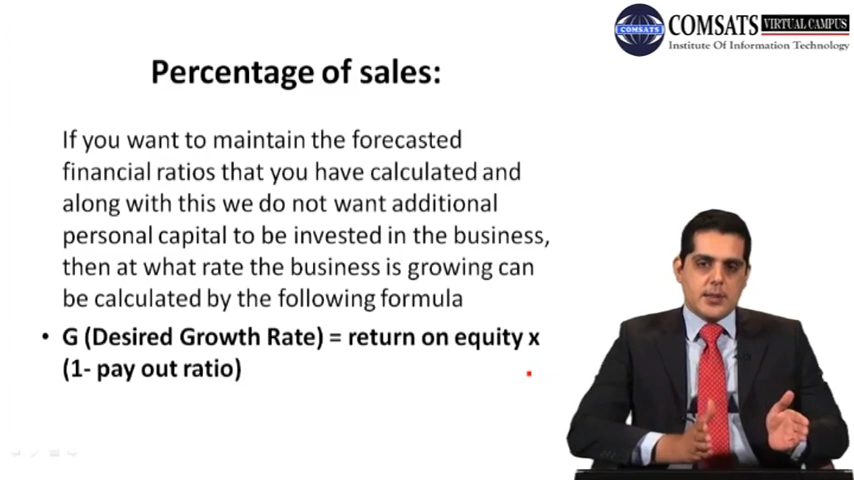 COMSATS VIRTUAL CAMPUS
COMSATS
Institute Of Information Technology
Percentage of sales:
If you want to maintain the forecasted
financial ratios that you have calculated and
along with this we do not want additional
personal capital to be invested in the business,
then at what rate the business is growing can
be calculated by the following formula
• G (Desired Growth Rate) = return on equity x
(1- pay out ratio)